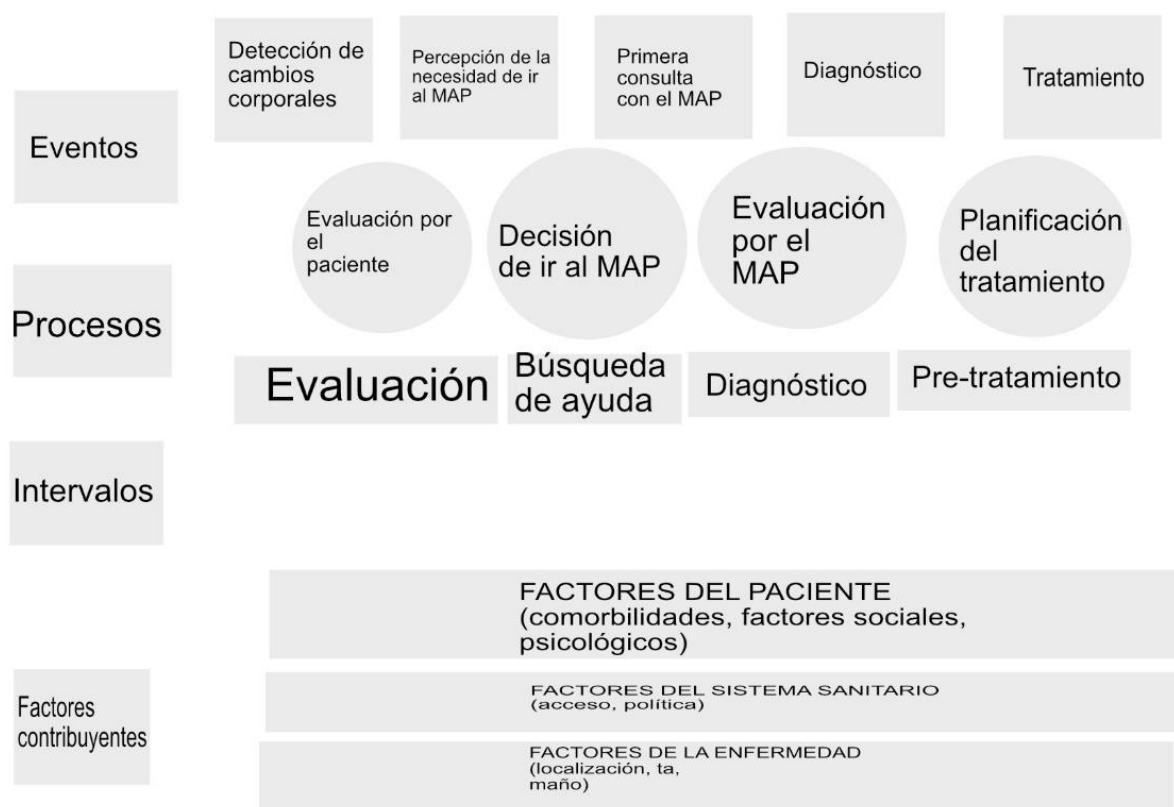 Detección de
cambios
corporales
Percepción de la
necesidad de ir
al MAP
Primera
consulta
con el MAP
Diagnóstico
Tratamiento
Eventos
Evaluación por
el
paciente
Decisión
de ir al MAP
Evaluación
por el
MAP
Planificación
del
tratamiento
Procesos
Evaluación
Búsqueda
de ayuda
Diagnóstico
Pre-tratamiento
Intervalos
FACTORES DEL PACIENTE
(comorbilidades, factores sociales,
psicológicos)
Factores
contribuyentes
FACTORES DEL SISTEMA SANITARIO
(acceso, política)
FACTORES DE LA ENFERMEDAD
(localización, ta,
maño)